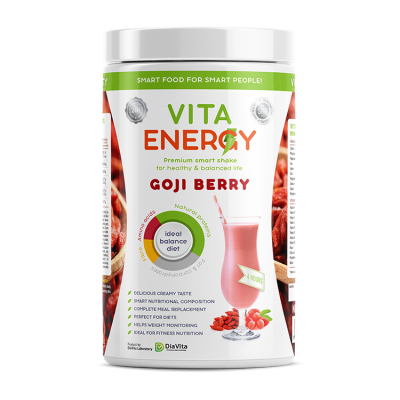 SMART FOOD FOR SMART PEOPLE!
VITA
ENERGY
Premium smart shake
for healthy & balanced life
GOJI BERRY
Amino acids
Natural proteins
ideal
balance
diet
DELICIOUS CREAMY TASTE
SMART NUTRITIONAL COMPOSITION
COMPLETE MEAL REPLACEMENT
PERFECT FOR DIETS
HELPS WEIGHT MONITORING
IDEAL FOR FITNESS NUTRITION
DiaVita